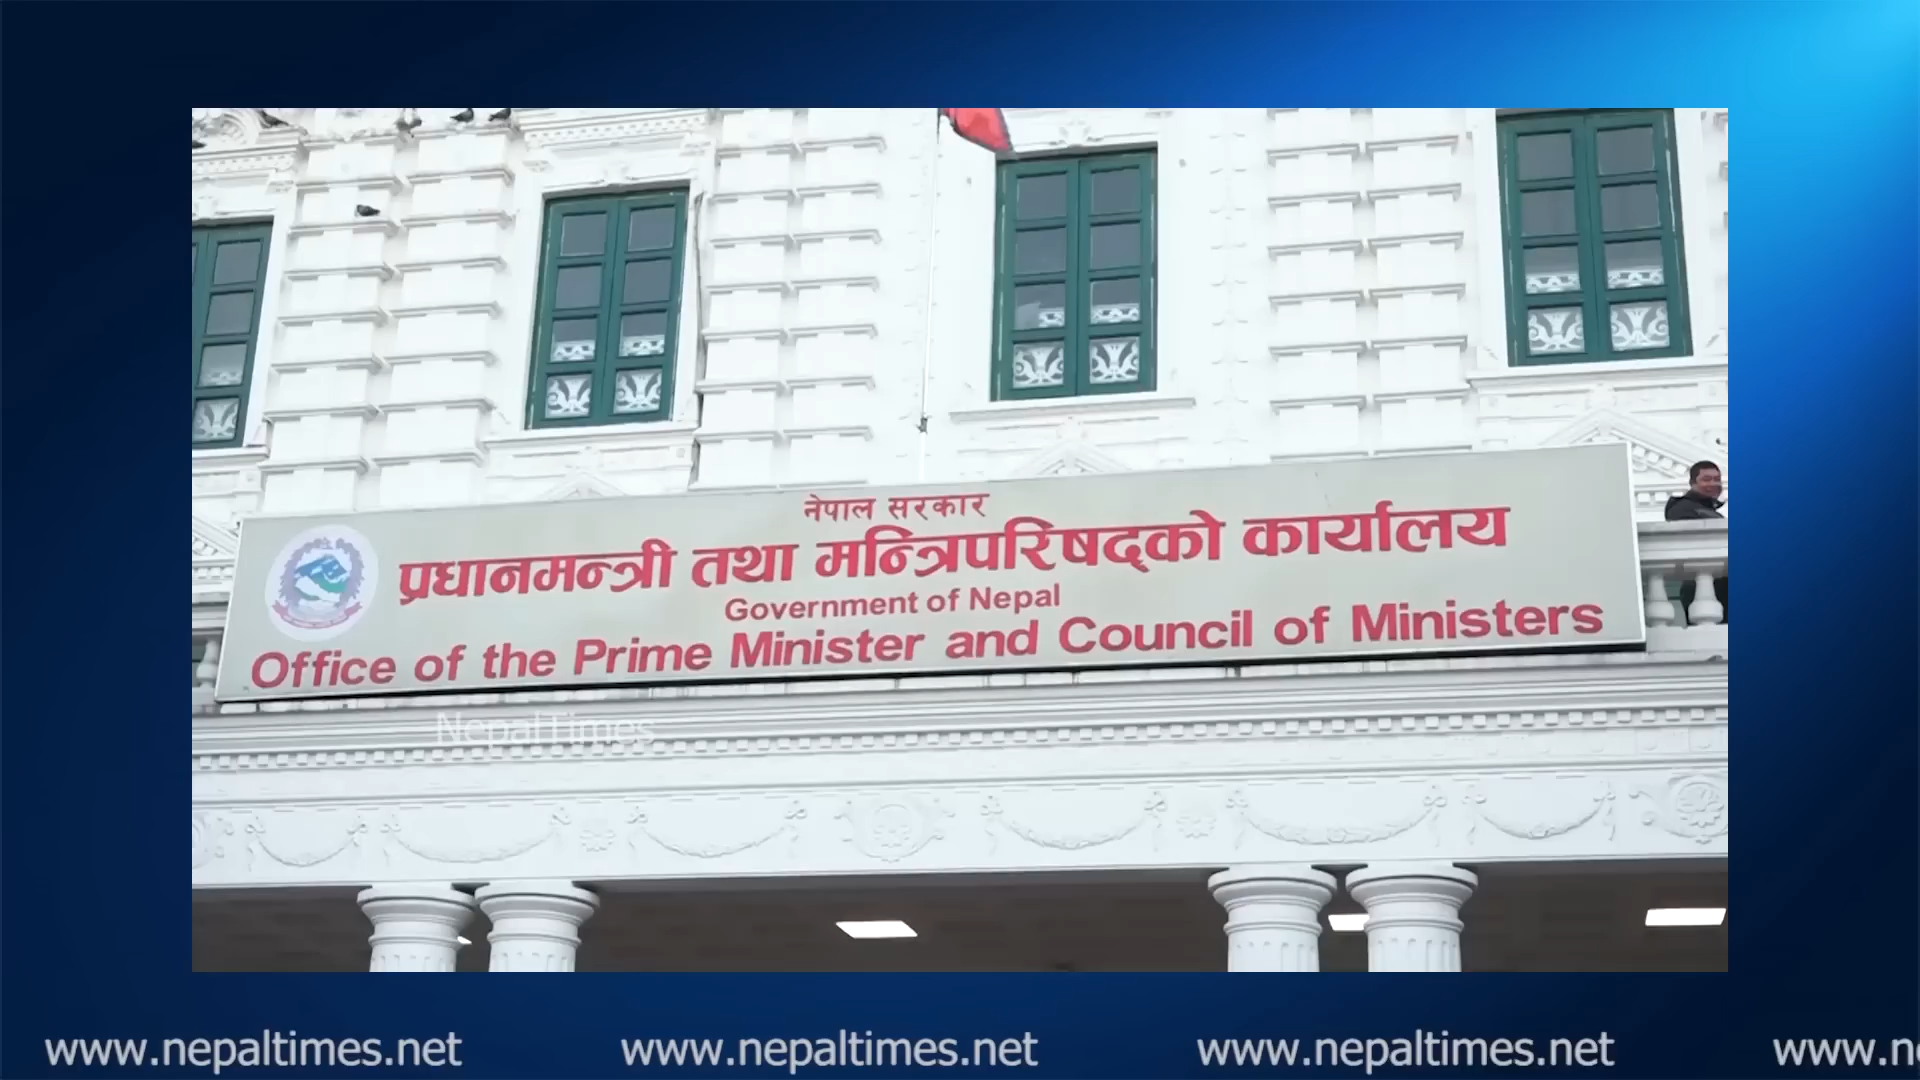 नेपाल सरकार
प्रधानमन्त्री तथा मन्त्रिपरिषद्को कार्यालय
Government of Nepal
Office of the Prime Minister and Council of Ministers
NepalTimes
www.nepaltimes.net www.nepaltimes.net www.nepaltimes.net www.n